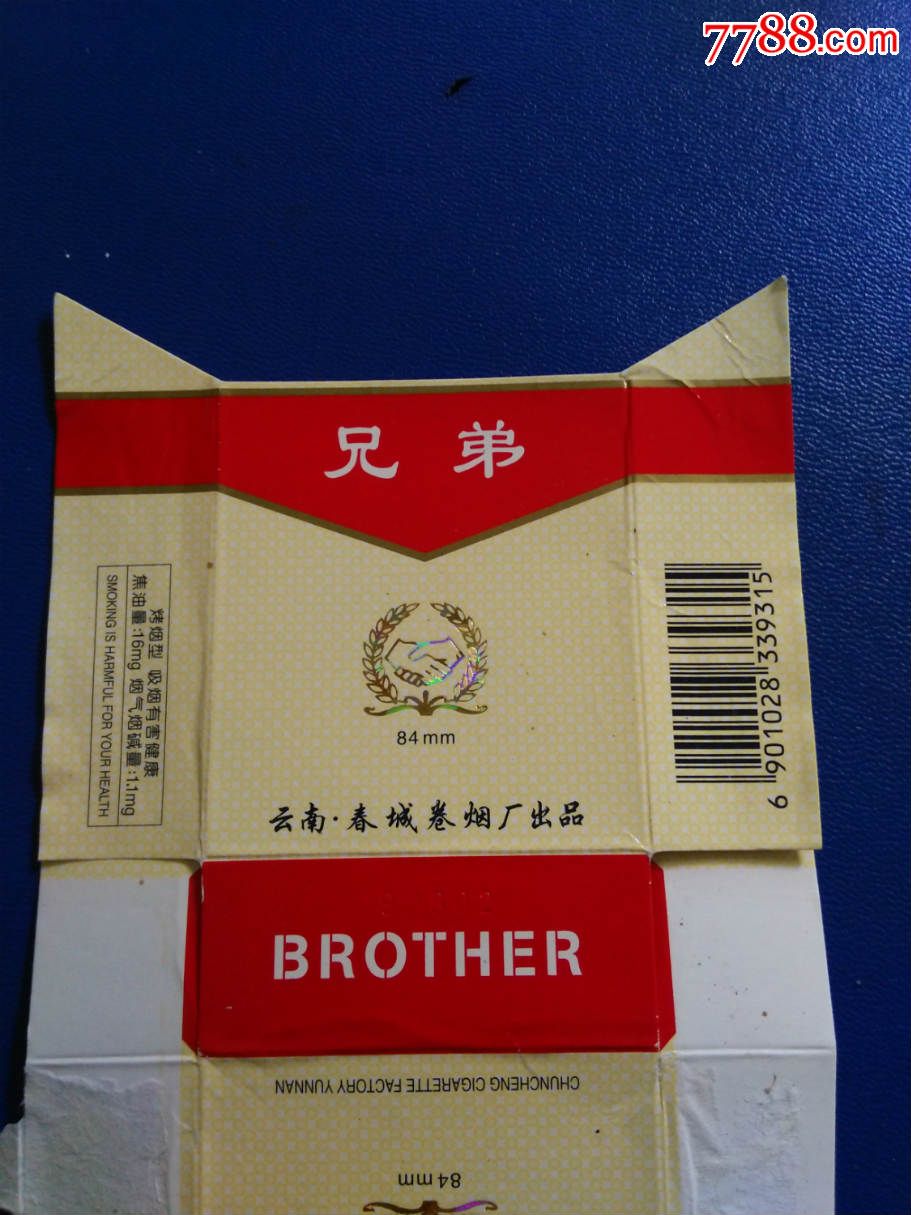 7788.com
兄弟
84mm
云南·春城卷烟厂出品
烤烟型 吸烟有害健康
焦油量:16mg 烟气烟碱量:1.1mg
SMOKING IS HARMFUL FOR YOUR HEALTH
6 901028 339315
BROTHER
CHUNCHENG CIGARETTE FACTORY YUNNAN
84mm